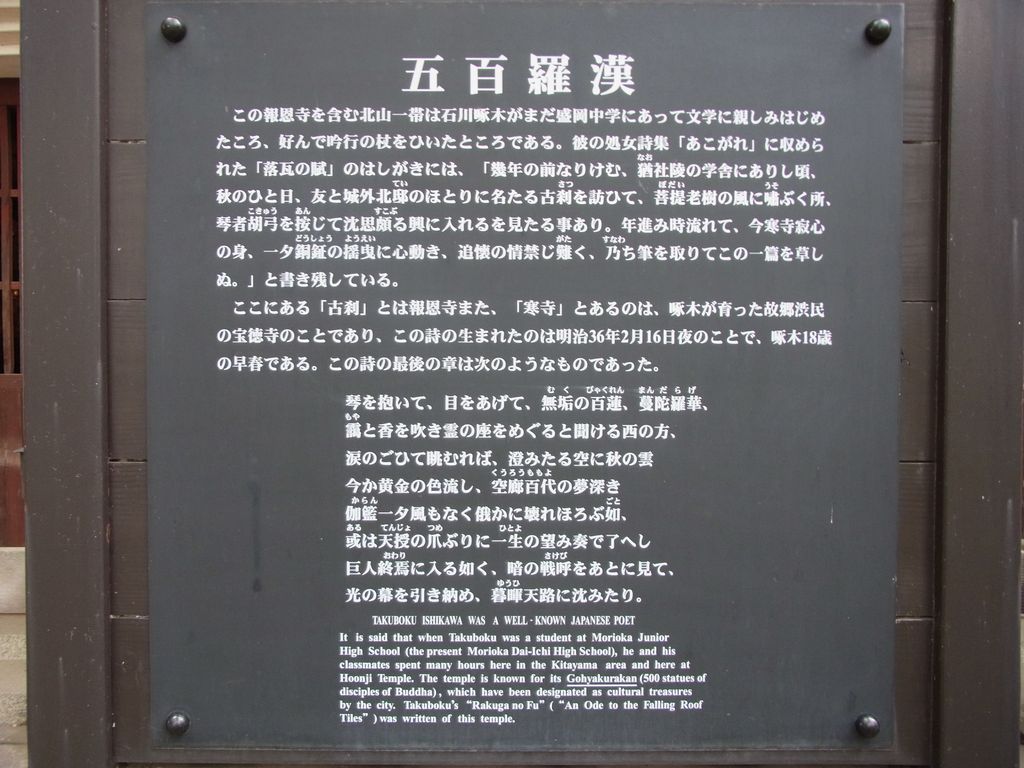 五百羅漢
この報恩寺を含む北山一帯は石川啄木がまだ盛岡中学にあって文学に親しみはじめ
たころ、好んで吟行の杖をひいたところである。彼の処女詩集「あこがれ」に収めら
れた「落瓦の賦」のはしがきには、「幾年の前なりけむ、猶社陵の学舎にありし頃、
秋のひと日、友と城外北邸のほとりに名たる古刹を訪ひて、菩提老樹の風に嘯ぶく所、
琴者胡弓を按じて沈思頗る興に入れるを見たる事あり。年進み時流れて、今寒寺寂心
の身、一夕銅鉦の揺曳に心動き、追懐の情禁じ難く、乃ち筆を取りてこの一篇を草し
ぬ。」と書き残している。
ここにある「古刹」とは報恩寺また、「寒寺」とあるのは、啄木が育った故郷渋民
の宝徳寺のことであり、この詩の生まれたのは明治36年2月16日夜のことで、啄木18歳
の早春である。この詩の最後の章は次のようなものであった。
琴を抱いて、目をあげて、無垢の百蓮、蔓陀羅華、
靄と香を吹き霊の座をめぐると聞ける西の方、
涙のごひて眺むれば、澄みたる空に秋の雲
今か黄金の色流し、空廊百代の夢深き
伽籃一夕風もなく俄かに壊れほろぶ如、
或は天授の爪ぶりに一生の望み奏で了へし
巨人終焉に入る如く、暗の戦呼をあとに見て、
光の幕を引き納め、暮暉天路に沈みたり。
TAKUBOKU ISHIKAWA WAS A WELL-KNOWN JAPANESE POET
It is said that when Takuboku was a student at Morioka Junior
High School (the present Morioka Dai-Ichi High School), he and his
classmates spent many hours here in the Kitayama area and here at
Hoonji Temple. The temple is known for its Gohyakurakan (500 statues of
disciples of Buddha), which have been designated as cultural treasures
by the city. Takuboku's "Rakuga no Fu" ( "An Ode to the Falling Roof
Tiles" ) was written of this temple.